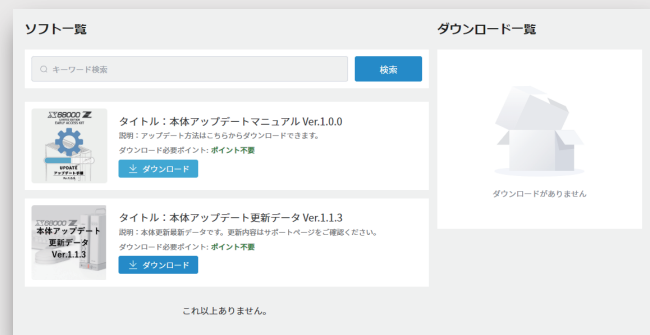 ソフト一覧
ダウンロード一覧
キーワード検索
検索
X68000 Z
UPDATE
アップデート手順
タイトル：本体アップデートマニュアル Ver.1.0.0
説明：アップデート方法はこちらからダウンロードできます。
ダウンロード必要ポイント: ポイント不要
ダウンロード
X68000 Z
本体アップデート
更新データ
Ver.1.1.3
タイトル：本体アップデート更新データ Ver.1.1.3
説明：本体更新最新データです。更新内容はサポートページをご確認ください。
ダウンロード必要ポイント: ポイント不要
ダウンロード
これ以上ありません。
ダウンロードがありません